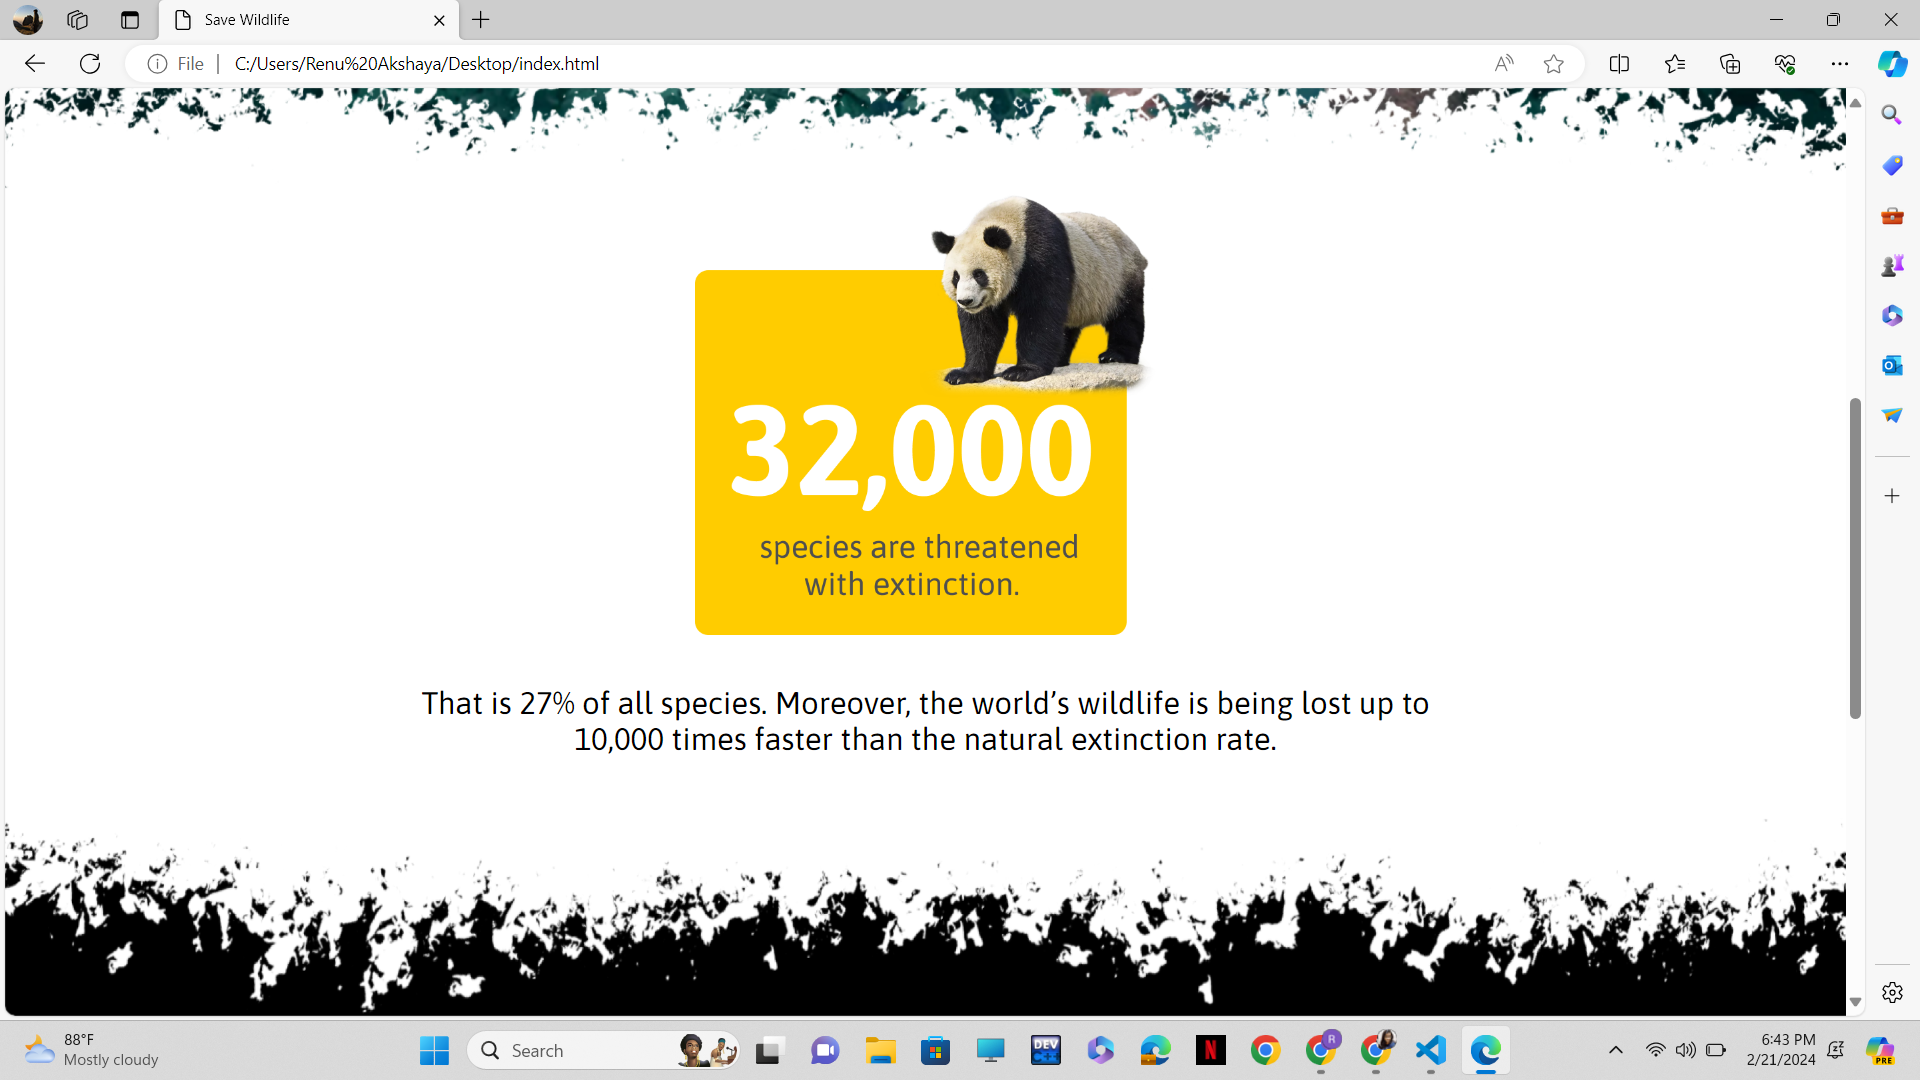 Save Wildlife
File
C:/Users/Renu%20Akshaya/Desktop/index.html
32,000
species are threatened
with extinction.
That is 27% of all species. Moreover, the world’s wildlife is being lost up to
10,000 times faster than the natural extinction rate.
88°F
Mostly cloudy
Search
DEV
C++
N
R
6:43 PM
2/21/2024
PRE